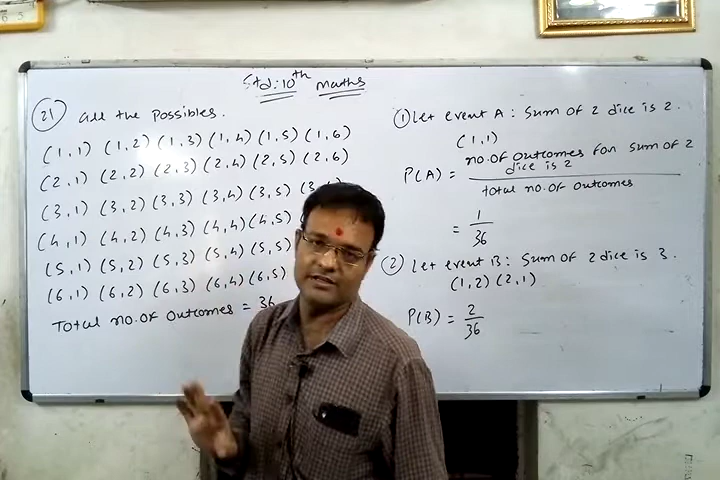 Std: 10th maths
21 all the possibles.
(1,1) (1,2) (1,3) (1,4) (1,5) (1,6)
(2,1) (2,2) (2,3) (2,4) (2,5) (2,6)
(3,1) (3,2) (3,3) (3,4) (3,5)
(4,1) (4,2) (4,3) (4,4) (4,5)
(5,1) (5,2) (5,3) (5,4) (5,5)
(6,1) (6,2) (6,3) (6,4) (6,5)
Total no. of outcomes = 36
① Let event A : Sum of 2 dice is 2.
(1,1)
P(A) = no. of outcomes for sum of 2 dice is 2 / total no. of outcomes
= 1/36
② Let event B : Sum of 2 dice is 3.
(1,2) (2,1)
P(B) = 2/36